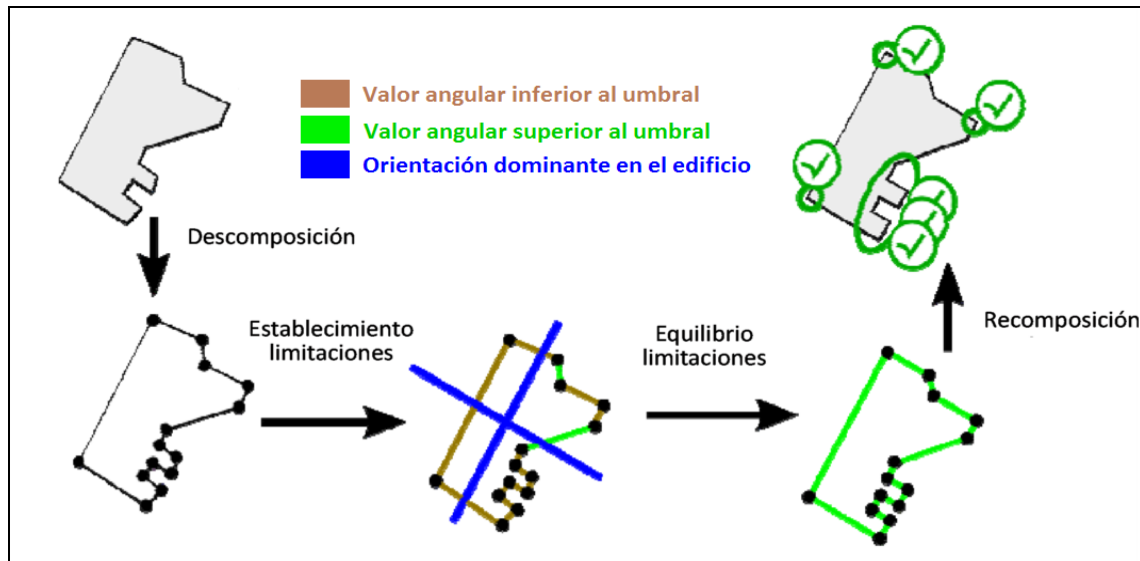 Valor angular inferior al umbral
Valor angular superior al umbral
Orientación dominante en el edificio
Descomposición
Establecimiento
limitaciones
Equilibrio
limitaciones
Recomposición